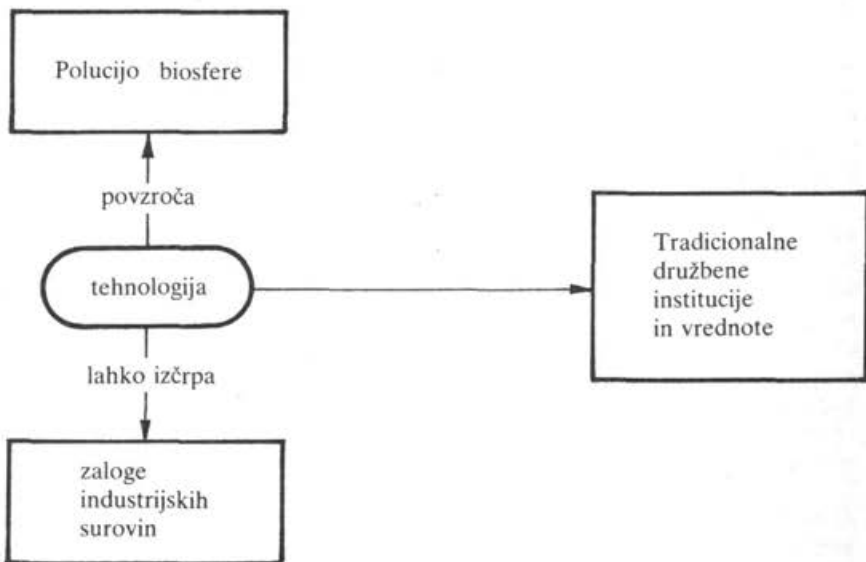 Polucijo biosfere
povzroča
tehnologija
lahko izčrpa
zaloge
industrijskih
surovin
Tradicionalne
družbene
institucije
in vrednote